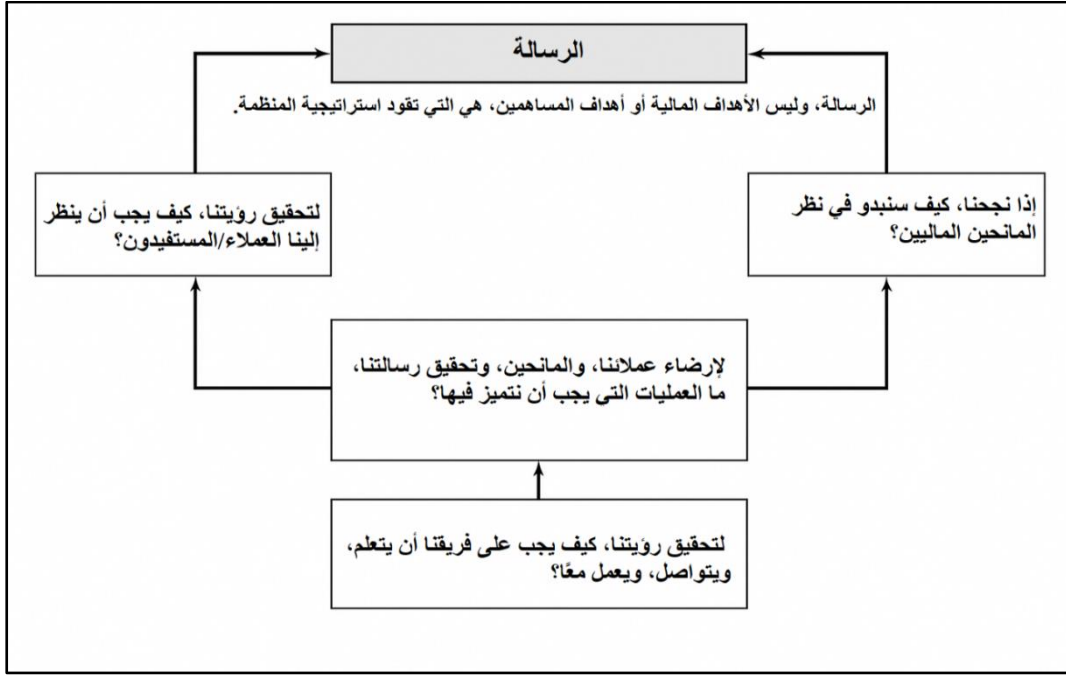 الرسالة
الرسالة، وليس الأهداف المالية أو أهداف المساهمين، هي التي تقود استراتيجية المنظمة.
إذا نجحنا، كيف سنبدو في نظر
المانحين الماليين؟
لتحقيق رؤيتنا، كيف يجب أن ينظر
إلينا العملاء/المستفيدون؟
لإرضاء عملائنا، والمانحين، وتحقيق رسالتنا،
ما العمليات التي يجب أن نتميز فيها؟
لتحقيق رؤيتنا، كيف يجب على فريقنا أن يتعلم،
ويتواصل، ويعمل معًا؟